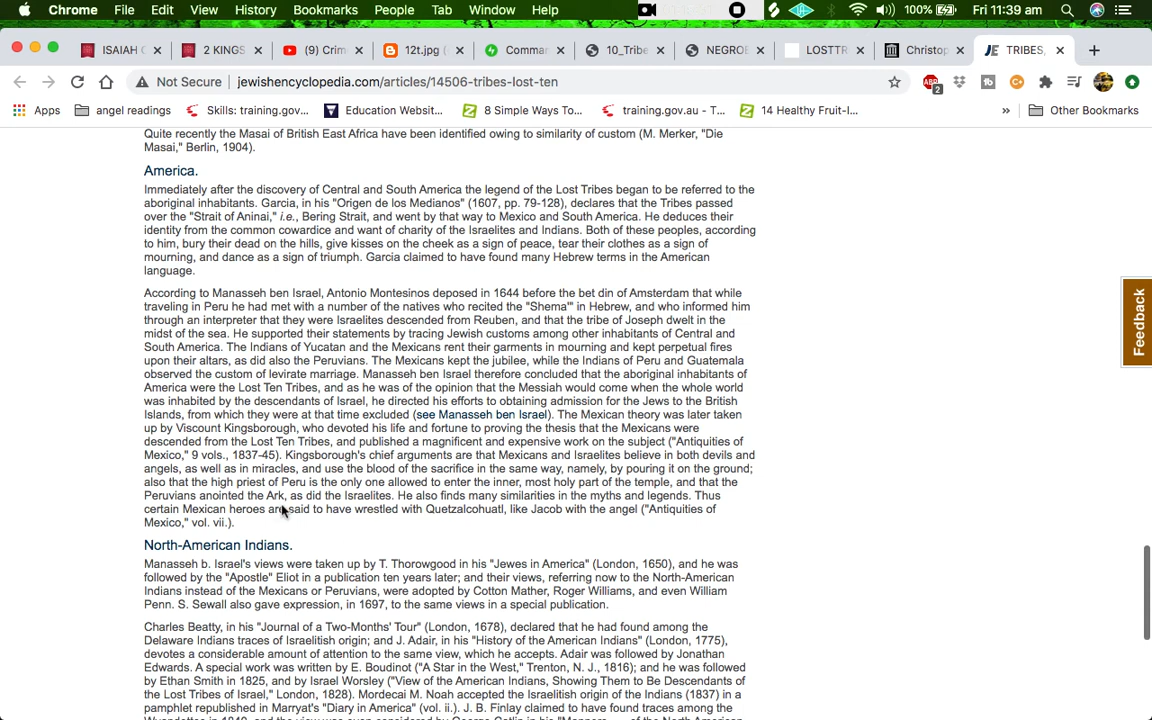 Chrome File Edit View History Bookmarks People Tab Window Help 100% Fri 11:39 am
ISAIAH C 2 KINGS (9) Crim 12t.jpg ( Comma 10_Tribe NEGROE LOSTTR Christop TRIBES,
Not Secure jewishencyclopedia.com/articles/14506-tribes-lost-ten
Apps angel readings Skills: training.gov... Education Websit... 8 Simple Ways To... training.gov.au - T... 14 Healthy Fruit-I... » Other Bookmarks
Quite recently the Masai of British East Africa have been identified owing to similarity of custom (M. Merker, "Die
Masai," Berlin, 1904).
America.
Immediately after the discovery of Central and South America the legend of the Lost Tribes began to be referred to the
aboriginal inhabitants. Garcia, in his "Origen de los Medianos" (1607, pp. 79-128), declares that the Tribes passed
over the "Strait of Aninai," i.e., Bering Strait, and went by that way to Mexico and South America. He deduces their
identity from the common cowardice and want of charity of the Israelites and Indians. Both of these peoples, according
to him, bury their dead on the hills, give kisses on the cheek as a sign of peace, tear their clothes as a sign of
mourning, and dance as a sign of triumph. Garcia claimed to have found many Hebrew terms in the American
language.
According to Manasseh ben Israel, Antonio Montesinos deposed in 1644 before the bet din of Amsterdam that while
traveling in Peru he had met with a number of the natives who recited the "Shema'" in Hebrew, and who informed him
through an interpreter that they were Israelites descended from Reuben, and that the tribe of Joseph dwelt in the
midst of the sea. He supported their statements by tracing Jewish customs among other inhabitants of Central and
South America. The Indians of Yucatan and the Mexicans rent their garments in mourning and kept perpetual fires
upon their altars, as did also the Peruvians. The Mexicans kept the jubilee, while the Indians of Peru and Guatemala
observed the custom of levirate marriage. Manasseh ben Israel therefore concluded that the aboriginal inhabitants of
America were the Lost Ten Tribes, and as he was of the opinion that the Messiah would come when the whole world
was inhabited by the descendants of Israel, he directed his efforts to obtaining admission for the Jews to the British
Islands, from which they were at that time excluded (see Manasseh ben Israel). The Mexican theory was later taken
up by Viscount Kingsborough, who devoted his life and fortune to proving the thesis that the Mexicans were
descended from the Lost Ten Tribes, and published a magnificent and expensive work on the subject ("Antiquities of
Mexico," 9 vols., 1837-45). Kingsborough's chief arguments are that Mexicans and Israelites believe in both devils and
angels, as well as in miracles, and use the blood of the sacrifice in the same way, namely, by pouring it on the ground;
also that the high priest of Peru is the only one allowed to enter the inner, most holy part of the temple, and that the
Peruvians anointed the Ark, as did the Israelites. He also finds many similarities in the myths and legends. Thus
certain Mexican heroes are said to have wrestled with Quetzalcohuatl, like Jacob with the angel ("Antiquities of
Mexico," vol. vii.).
North-American Indians.
Manasseh b. Israel's views were taken up by T. Thorowgood in his "Jewes in America" (London, 1650), and he was
followed by the "Apostle" Eliot in a publication ten years later; and their views, referring now to the North-American
Indians instead of the Mexicans or Peruvians, were adopted by Cotton Mather, Roger Williams, and even William
Penn. S. Sewall also gave expression, in 1697, to the same views in a special publication.
Charles Beatty, in his "Journal of a Two-Months' Tour" (London, 1678), declared that he had found among the
Delaware Indians traces of Israelitish origin; and J. Adair, in his "History of the American Indians" (London, 1775),
devotes a considerable amount of attention to the same view, which he accepts. Adair was followed by Jonathan
Edwards. A special work was written by E. Boudinot ("A Star in the West," Trenton, N. J., 1816); and he was followed
by Ethan Smith in 1825, and by Israel Worsley ("View of the American Indians, Showing Them to Be Descendants of
the Lost Tribes of Israel," London, 1828). Mordecai M. Noah accepted the Israelitish origin of the Indians (1837) in a
pamphlet republished in Marryat's "Diary in America" (vol. ii.). J. B. Finlay claimed to have found traces among the
Feedback